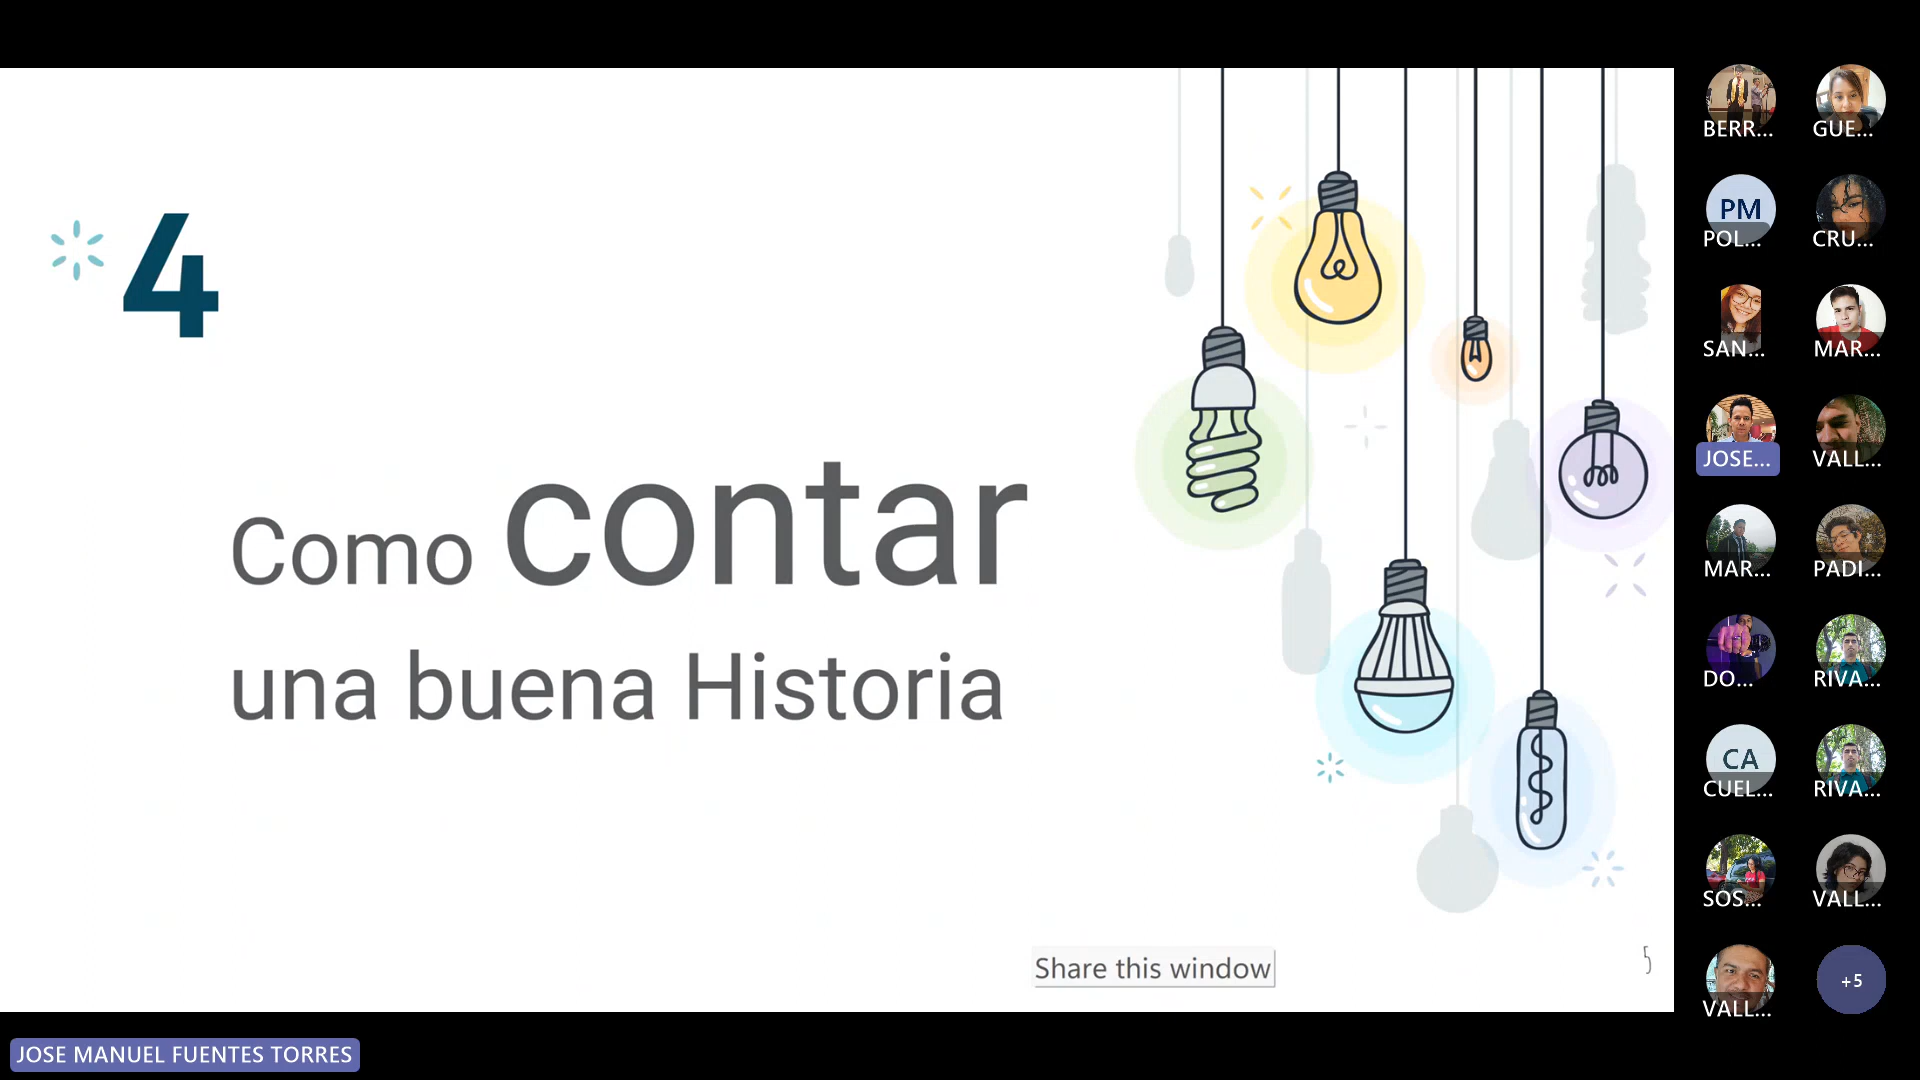 4
Como contar
una buena Historia
Share this window
5
BERR...
GUE...
PM
POL...
CRU...
SAN...
MAR...
JOSE...
VALL...
MAR...
PADI...
DO...
RIVA...
CA
CUEL...
RIVA...
SOS...
VALL...
VALL...
+5
JOSE MANUEL FUENTES TORRES